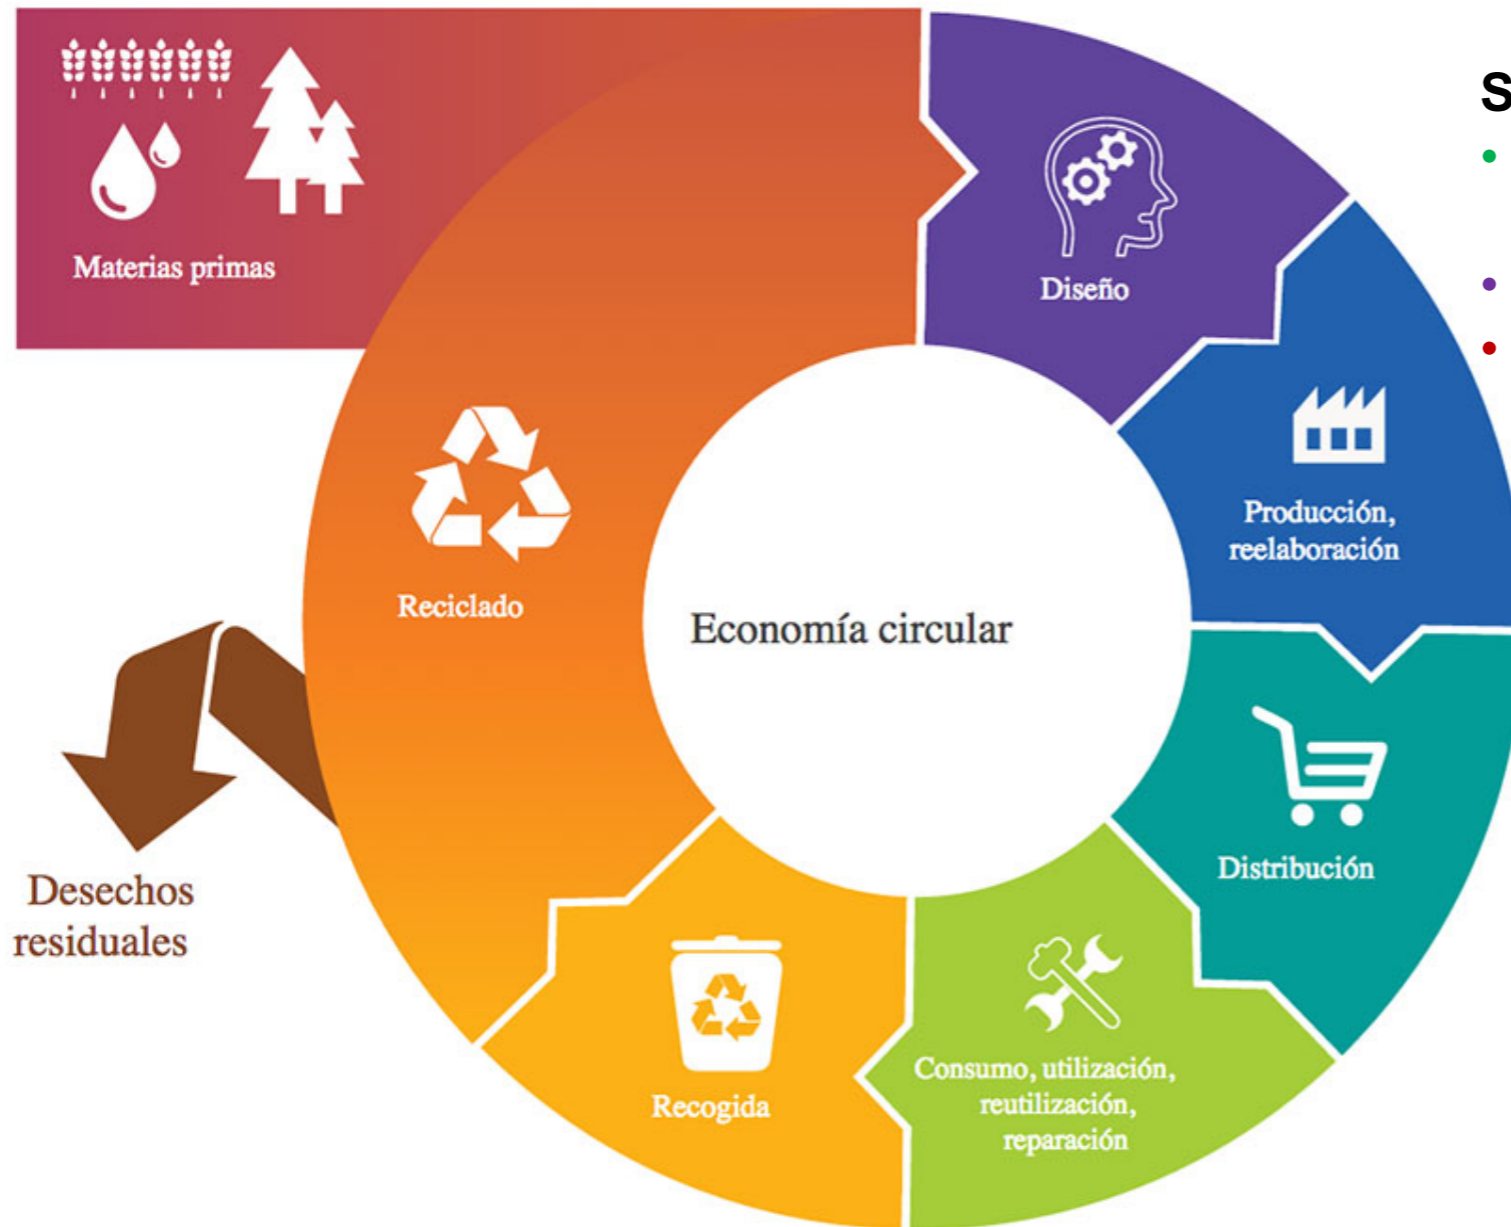 Materias primas
Diseño
Producción,
reelaboración
Distribución
Consumo, utilización,
reutilización,
reparación
Recogida
Reciclado
Economía circular
Desechos
residuales
S